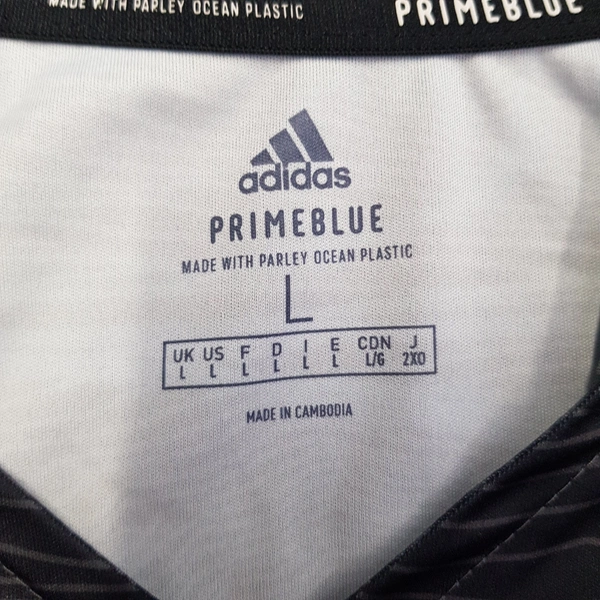 MADE WITH PARLEY OCEAN PLASTIC PRIMEBLUE
adidas
PRIMEBLUE
MADE WITH PARLEY OCEAN PLASTIC
L
UK US F D I E CDN J
L L L L L L L/G 2XO
MADE IN CAMBODIA